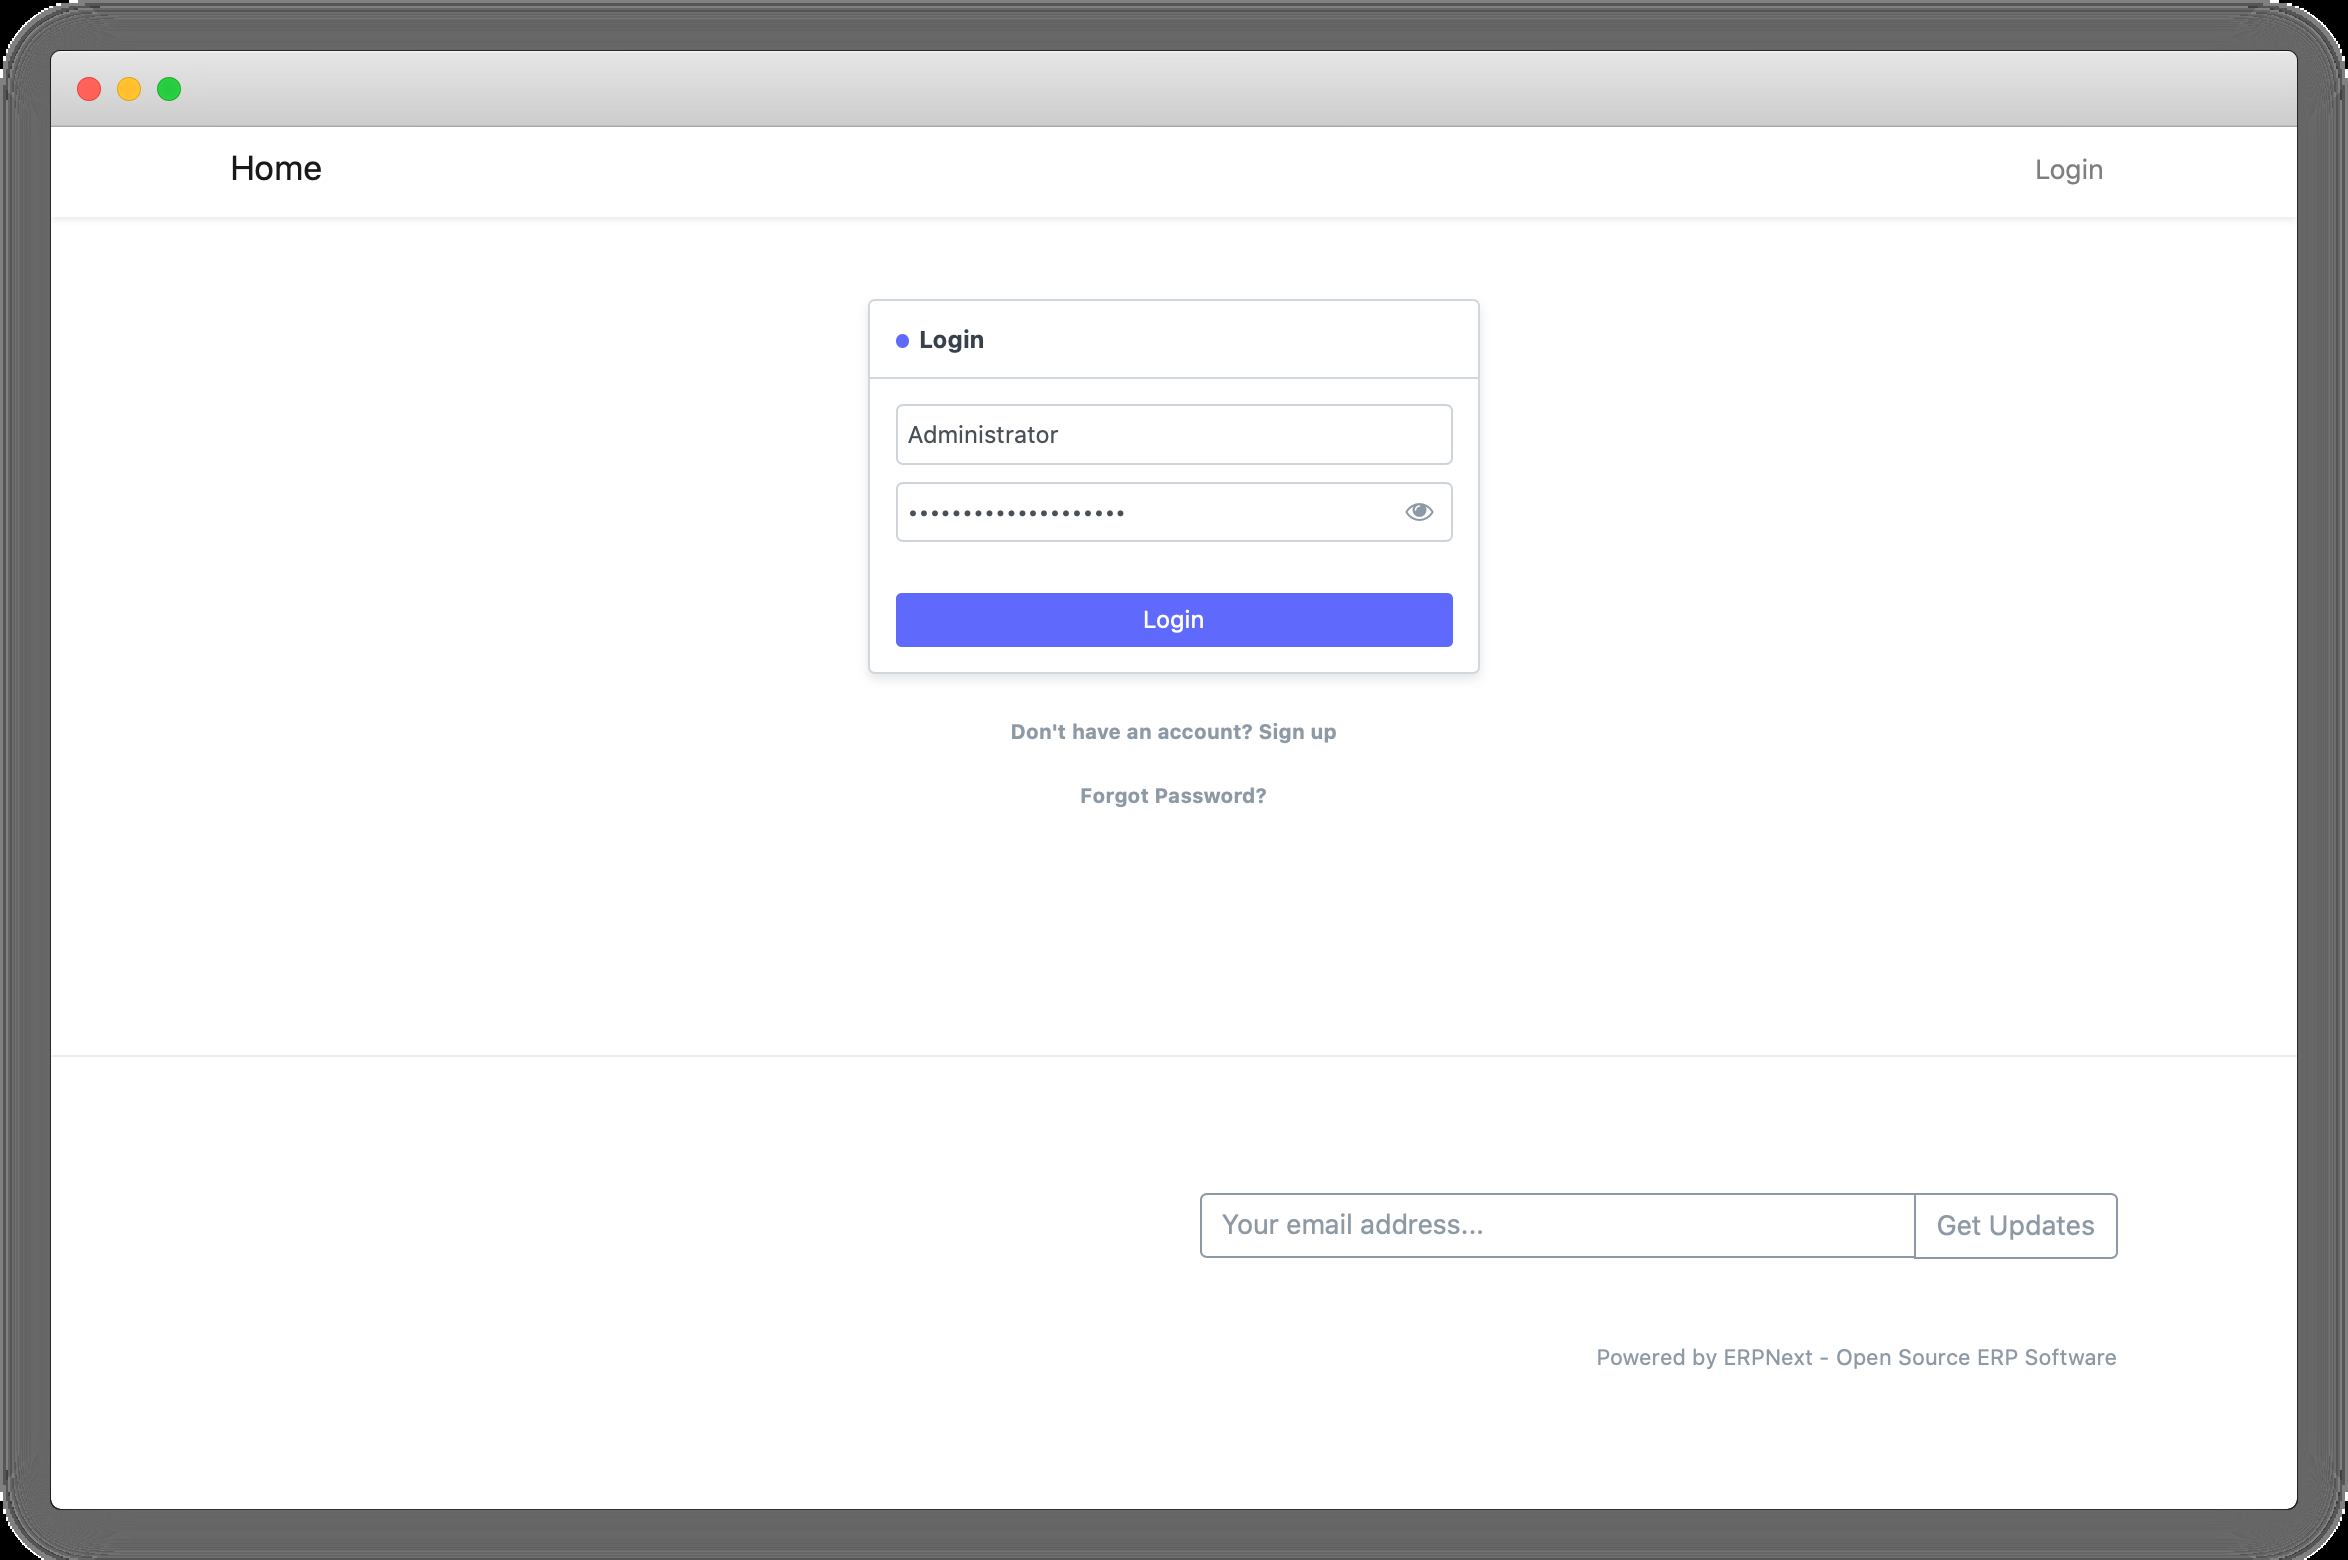 Home
Login
Login
Administrator
••••••••••••••••••••
Login
Don't have an account? Sign up
Forgot Password?
Your email address...
Get Updates
Powered by ERPNext - Open Source ERP Software